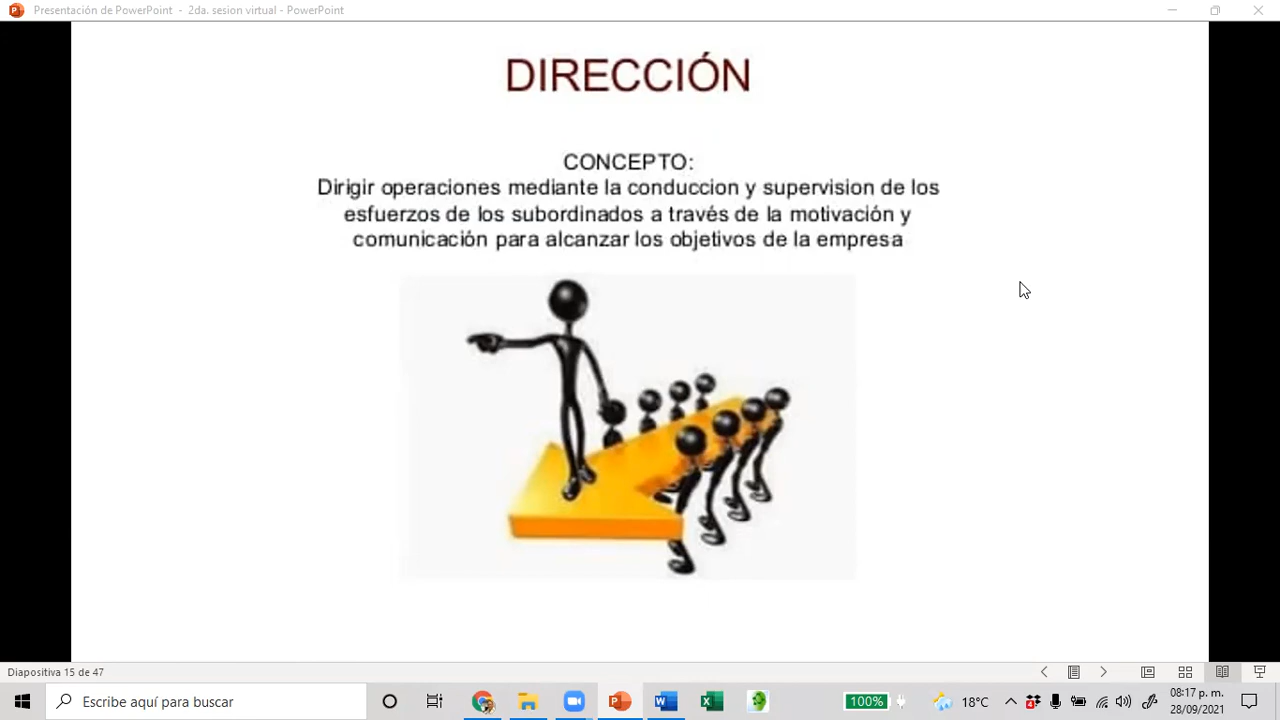 Presentación de PowerPoint - 2da. sesion virtual - PowerPoint
DIRECCIÓN
CONCEPTO:
Dirigir operaciones mediante la conduccion y supervision de los
esfuerzos de los subordinados a través de la motivación y
comunicación para alcanzar los objetivos de la empresa
Diapositiva 15 de 47
Escribe aquí para buscar
100%
18°C
4
08:17 p. m.
28/09/2021